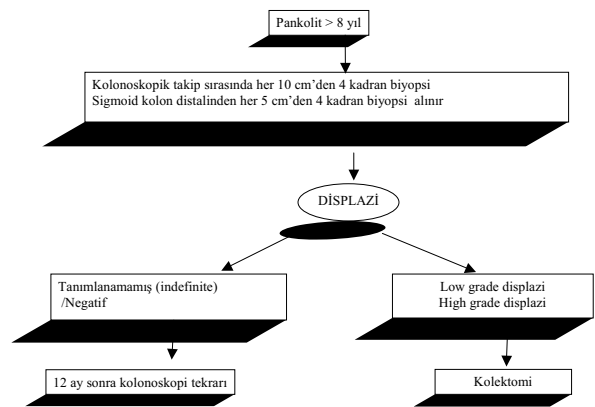 Pankolit > 8 yıl
Kolonoskopik takip sırasında her 10 cm'den 4 kadran biyopsi
Sigmoid kolon distalinden her 5 cm'den 4 kadran biyopsi alınır
DİSPLAZİ
Tanımlanamamış (indefinite)
/Negatif
Low grade displazi
High grade displazi
12 ay sonra kolonoskopi tekrarı
Kolektomi